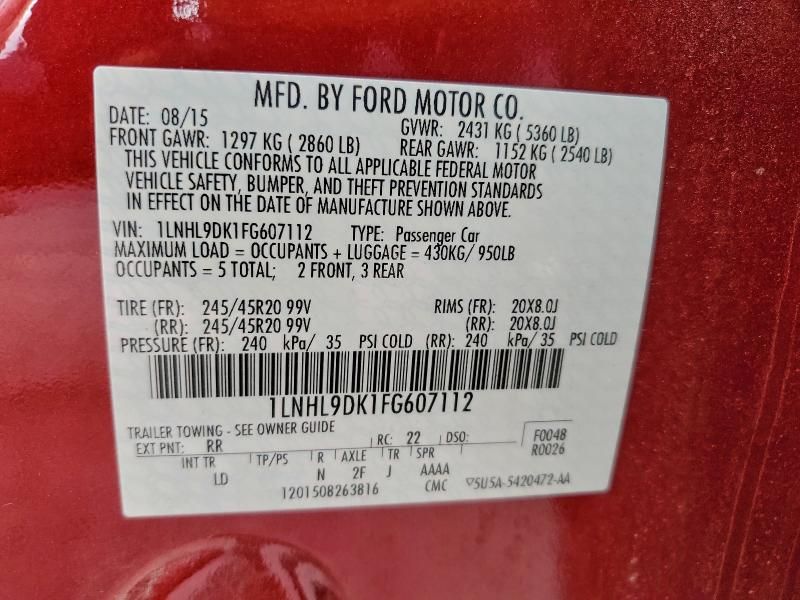 MFD. BY FORD MOTOR CO.
DATE: 08/15 GVWR: 2431 KG ( 5360 LB)
FRONT GAWR: 1297 KG ( 2860 LB) REAR GAWR: 1152 KG ( 2540 LB)
THIS VEHICLE CONFORMS TO ALL APPLICABLE FEDERAL MOTOR
VEHICLE SAFETY, BUMPER, AND THEFT PREVENTION STANDARDS
IN EFFECT ON THE DATE OF MANUFACTURE SHOWN ABOVE.
VIN: 1LNHL9DK1FG607112 TYPE: Passenger Car
MAXIMUM LOAD = OCCUPANTS + LUGGAGE = 430KG/ 950LB
OCCUPANTS = 5 TOTAL; 2 FRONT, 3 REAR
TIRE (FR): 245/45R20 99V RIMS (FR): 20X8.0J
(RR): 245/45R20 99V (RR): 20X8.0J
PRESSURE (FR): 240 kPa/ 35 PSI COLD (RR): 240 kPa/ 35 PSI COLD
1LNHL9DK1FG607112
TRAILER TOWING - SEE OWNER GUIDE
EXT PNT: RR RC: 22 DSO: F0048
R0026
INT TR TP/PS R AXLE TR SPR
LD N 2F J AAAA
1201508263816 CMC 5U5A-5420472-AA